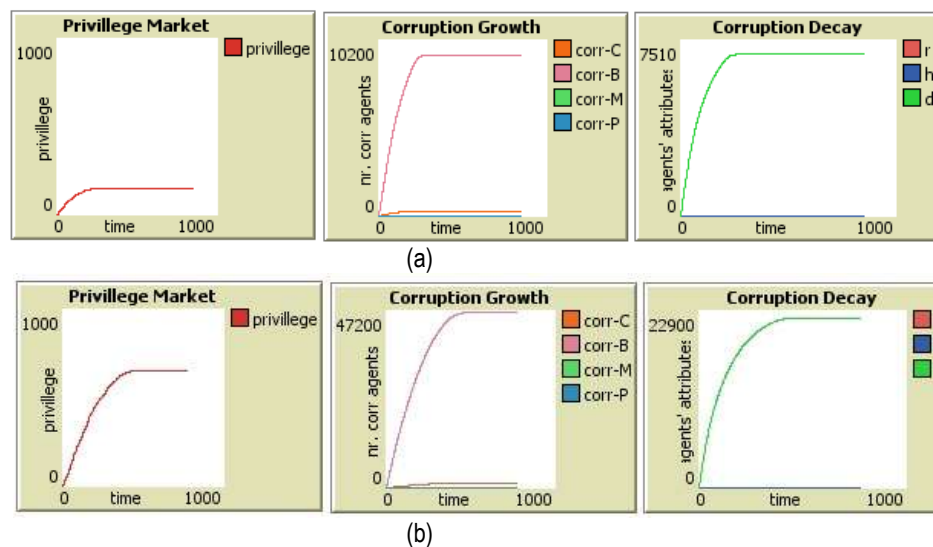 Privillege Market
1000
privillege
0
0
time
1000
privillege
Corruption Growth
10200
nr. corr agents
0
0
time
1000
corr-C
corr-B
corr-M
corr-P
Corruption Decay
7510
agents' attributes
0
0
time
1000
r
h
d
(a)
Privillege Market
1000
privillege
0
0
time
1000
privillege
Corruption Growth
47200
nr. corr agents
0
0
time
1000
corr-C
corr-B
corr-M
corr-P
Corruption Decay
22900
agents' attributes
0
0
time
1000
(b)